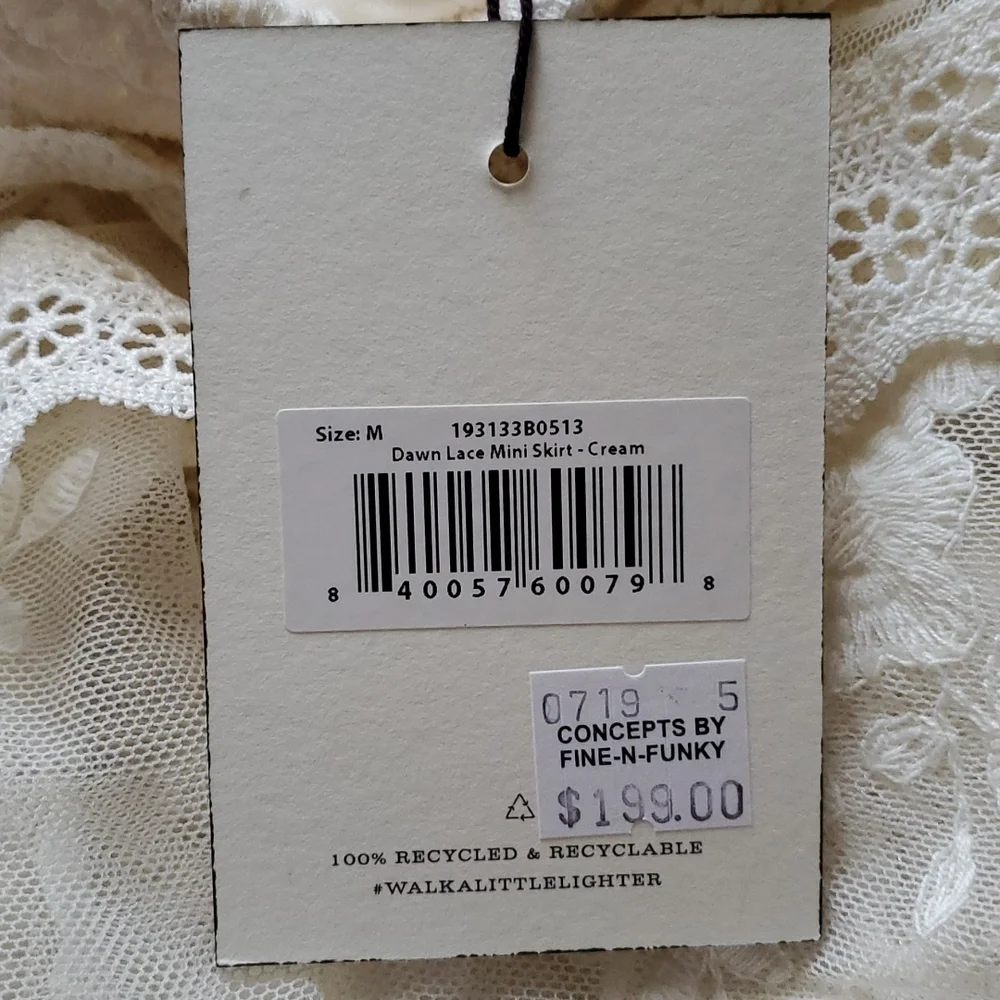 Size: M 193133B0513
Dawn Lace Mini Skirt - Cream
8 40057 60079 8
0719 5
CONCEPTS BY
FINE-N-FUNKY
$199.00
100% RECYCLED & RECYCLABLE
#WALKALITTLELIGHTER